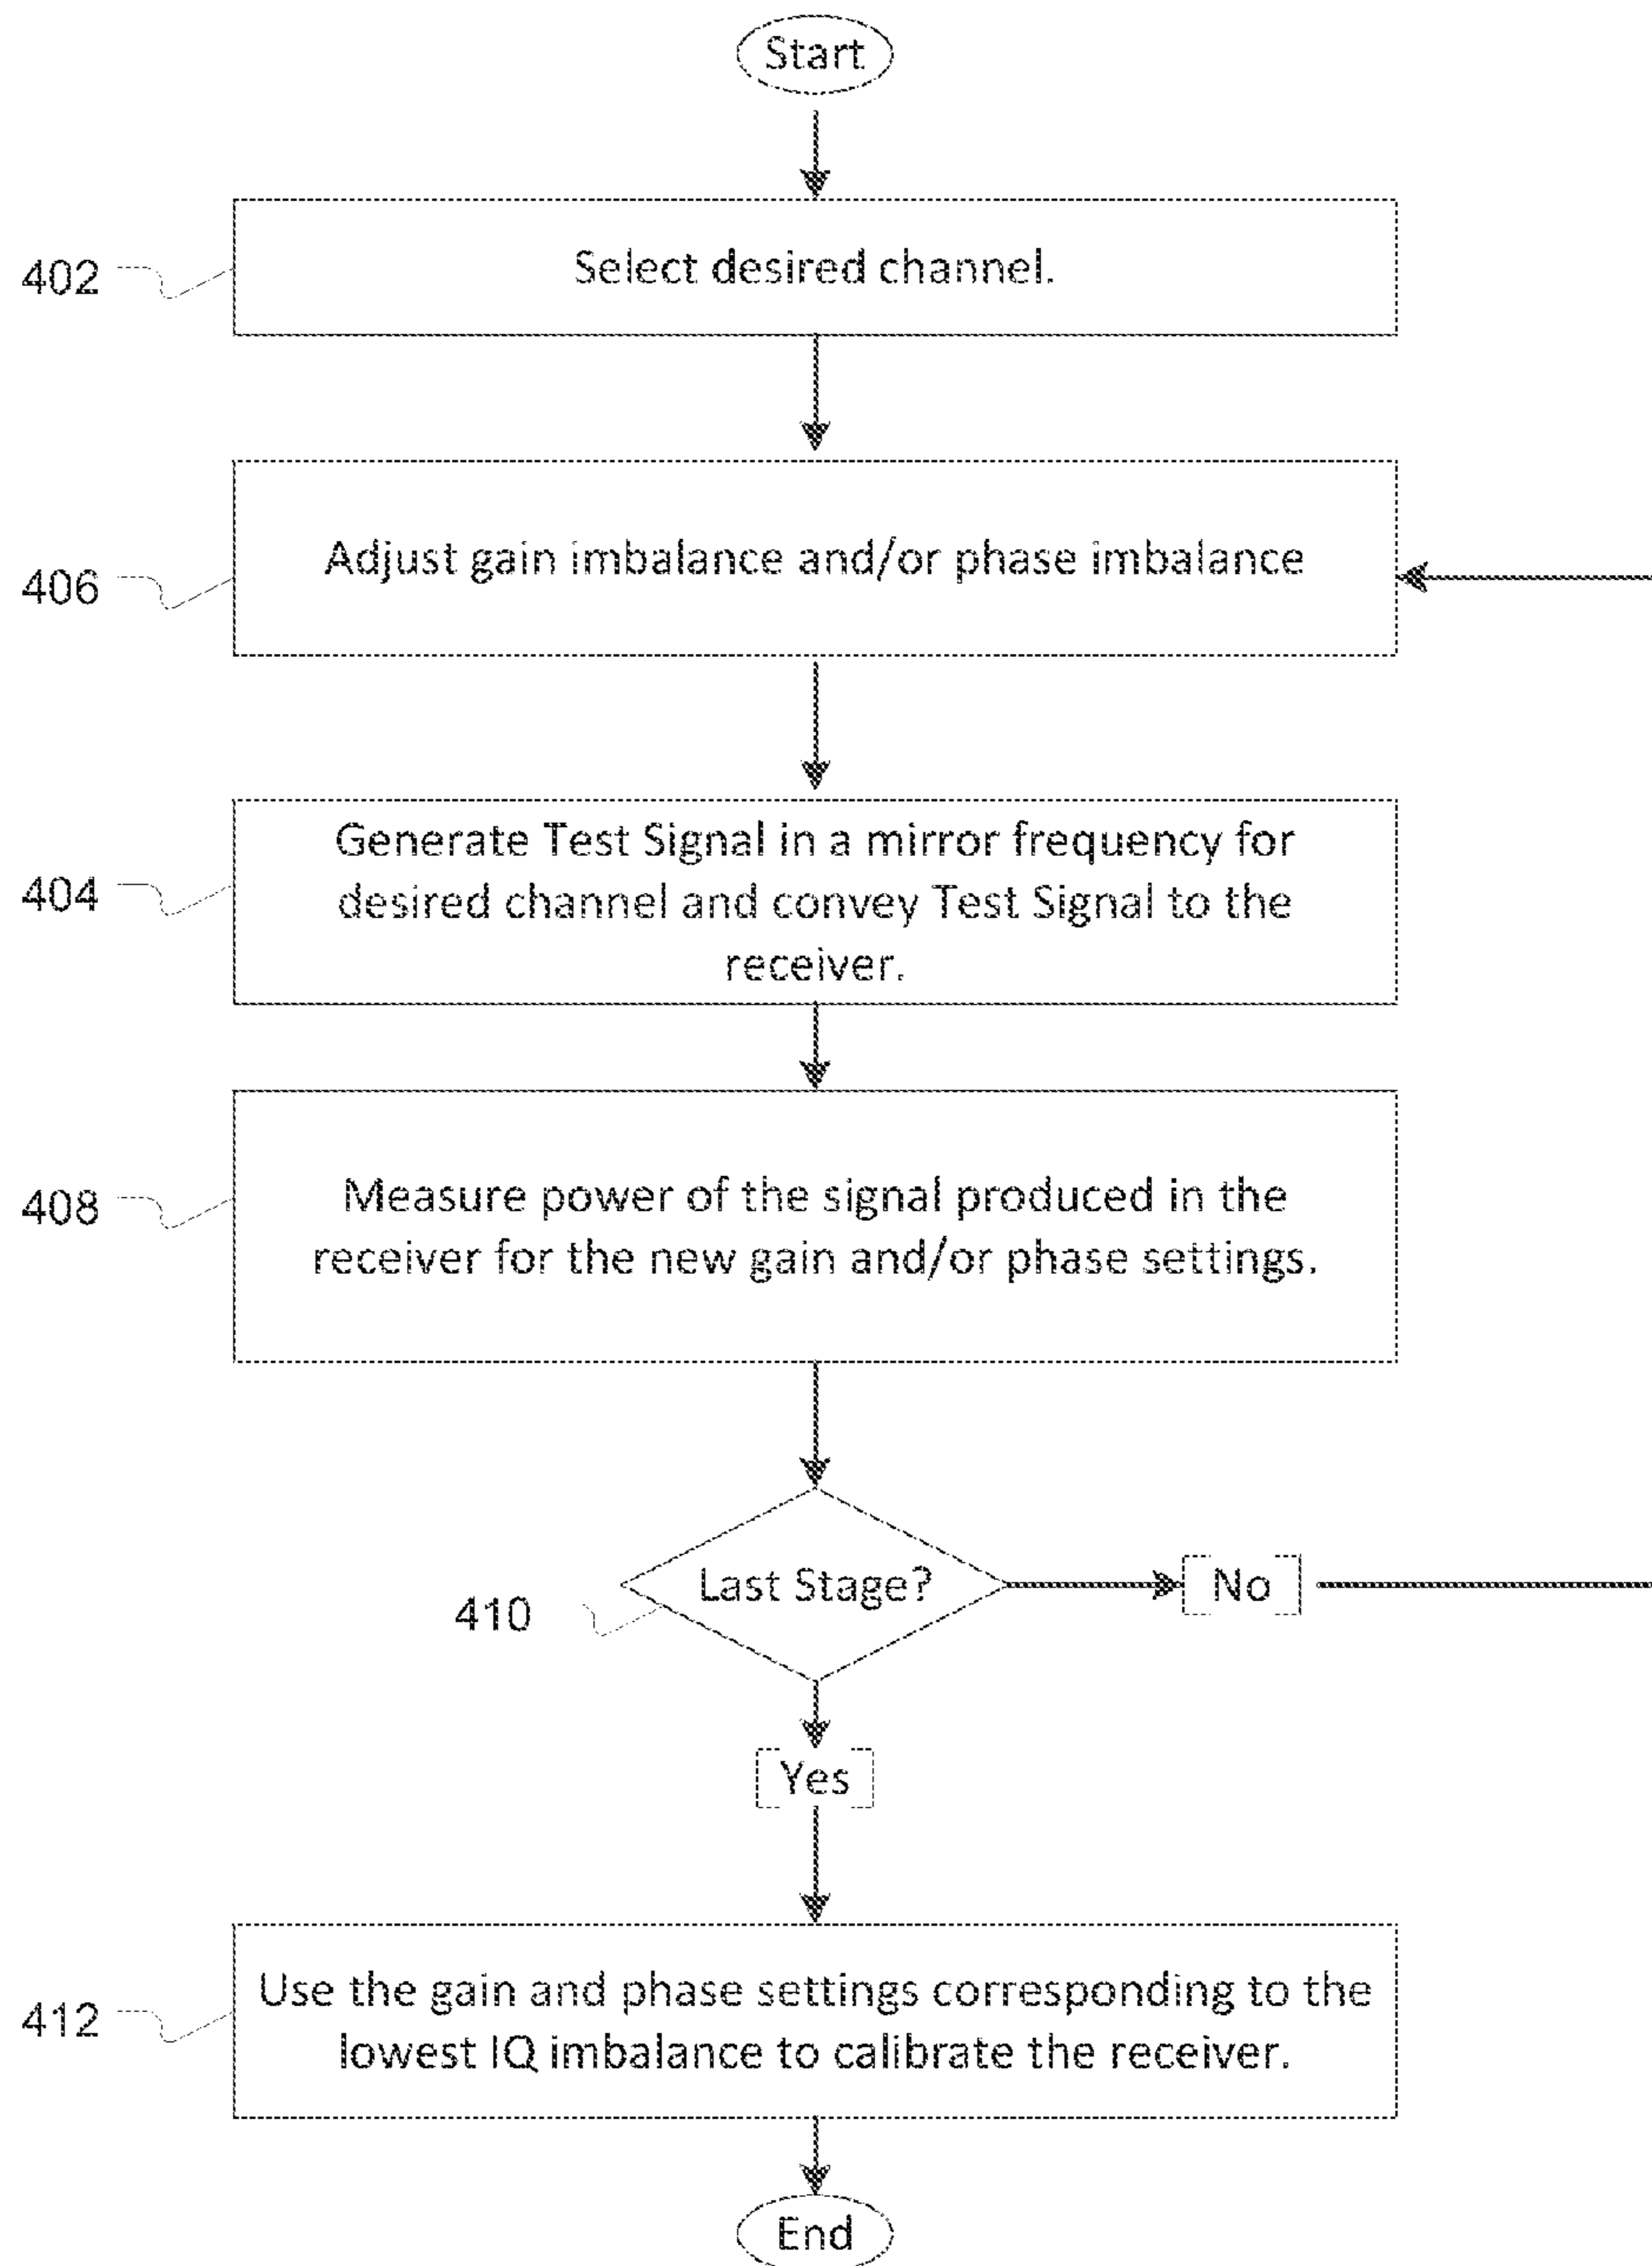 Start
402
Select desired channel.
406
Adjust gain imbalance and/or phase imbalance
404
Generate Test Signal in a mirror frequency for
desired channel and convey Test Signal to the
receiver.
408
Measure power of the signal produced in the
receiver for the new gain and/or phase settings.
410
Last Stage?
No
Yes
412
Use the gain and phase settings corresponding to the
lowest IQ imbalance to calibrate the receiver.
End